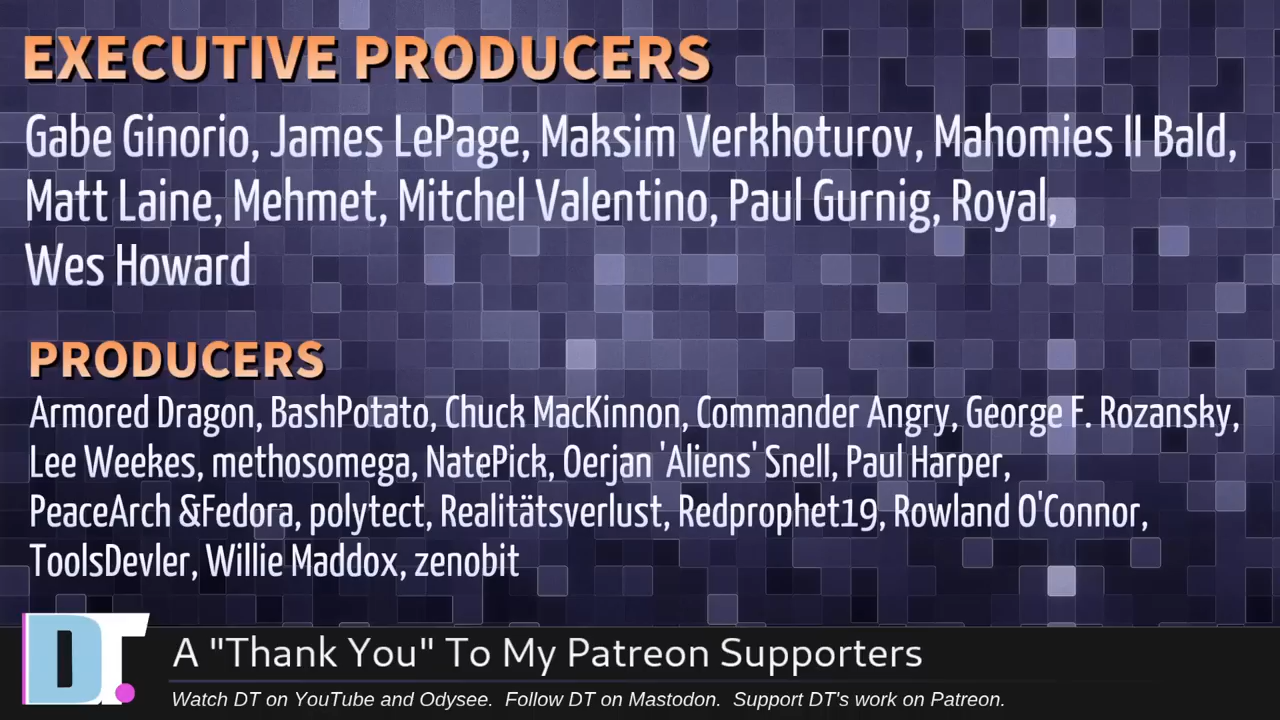 EXECUTIVE PRODUCERS
Gabe Ginorio, James LePage, Maksim Verkhoturov, Mahomies II Bald,
Matt Laine, Mehmet, Mitchel Valentino, Paul Gurnig, Royal,
Wes Howard
PRODUCERS
Armored Dragon, BashPotato, Chuck MacKinnon, Commander Angry, George F. Rozansky,
Lee Weekes, methosomega, NatePick, Oerjan 'Aliens' Snell, Paul Harper,
PeaceArch &Fedora, polytect, Realitätsverlust, Redprophet19, Rowland O'Connor,
ToolsDevler, Willie Maddox, zenobit
DT.
A "Thank You" To My Patreon Supporters
Watch DT on YouTube and Odysee. Follow DT on Mastodon. Support DT's work on Patreon.